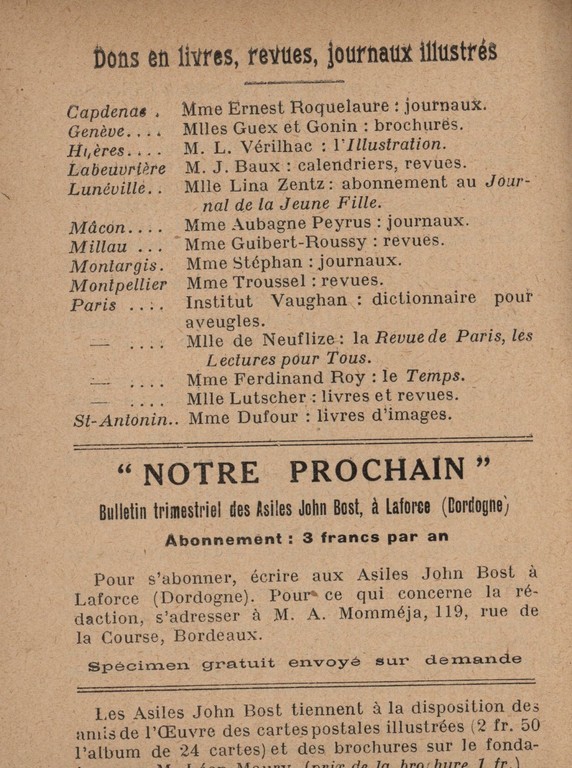 Dons en livres, revues, journaux illustrés
Capdenac . Mme Ernest Roquelaure : journaux.
Genève.... Mlles Guex et Gonin : brochures.
Hyères.... M. L. Vérilhac : l'Illustration.
Labeuvrière M. J. Baux : calendriers, revues.
Lunéville.. Mlle Lina Zentz : abonnement au Jour-
nal de la Jeune Fille.
Mâcon.... Mme Aubagne Peyrus : journaux.
Millau ... Mme Guibert-Roussy : revues.
Montargis. Mme Stéphan : journaux.
Montpellier Mme Troussel : revues.
Paris .... Institut Vaughan : dictionnaire pour
aveugles.
— .... Mlle de Neuflize : la Revue de Paris, les
Lectures pour Tous.
— .... Mme Ferdinand Roy : le Temps.
— .... Mlle Lutscher : livres et revues.
St-Antonin.. Mme Dufour : livres d'images.
“ NOTRE PROCHAIN ”
Bulletin trimestriel des Asiles John Bost, à Laforce (Dordogne)
Abonnement : 3 francs par an
Pour s'abonner, écrire aux Asiles John Bost à
Laforce (Dordogne). Pour ce qui concerne la ré-
daction, s'adresser à M. A. Momméja, 119, rue de
la Course, Bordeaux.
Spécimen gratuit envoyé sur demande
Les Asiles John Bost tiennent à la disposition des
amis de l'Œuvre des cartes postales illustrées (2 fr. 50
l'album de 24 cartes) et des brochures sur le fonda-
M. Léon Maury (prix de la brochure 1 fr.)